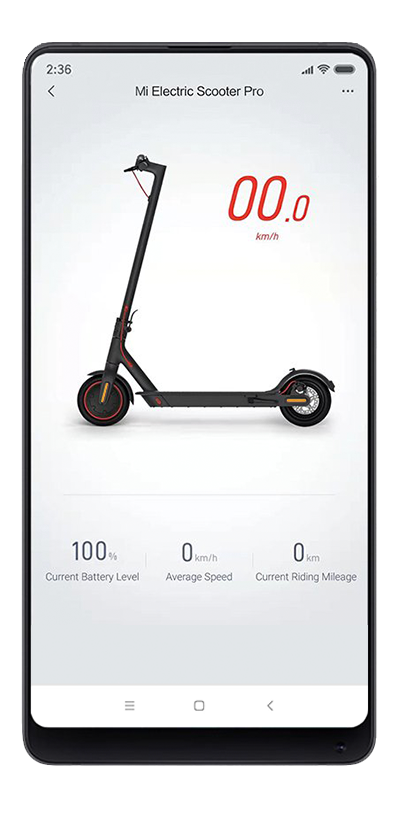 2:36
Mi Electric Scooter Pro
00.0
km/h
100% 0km/h 0km
Current Battery Level Average Speed Current Riding Mileage